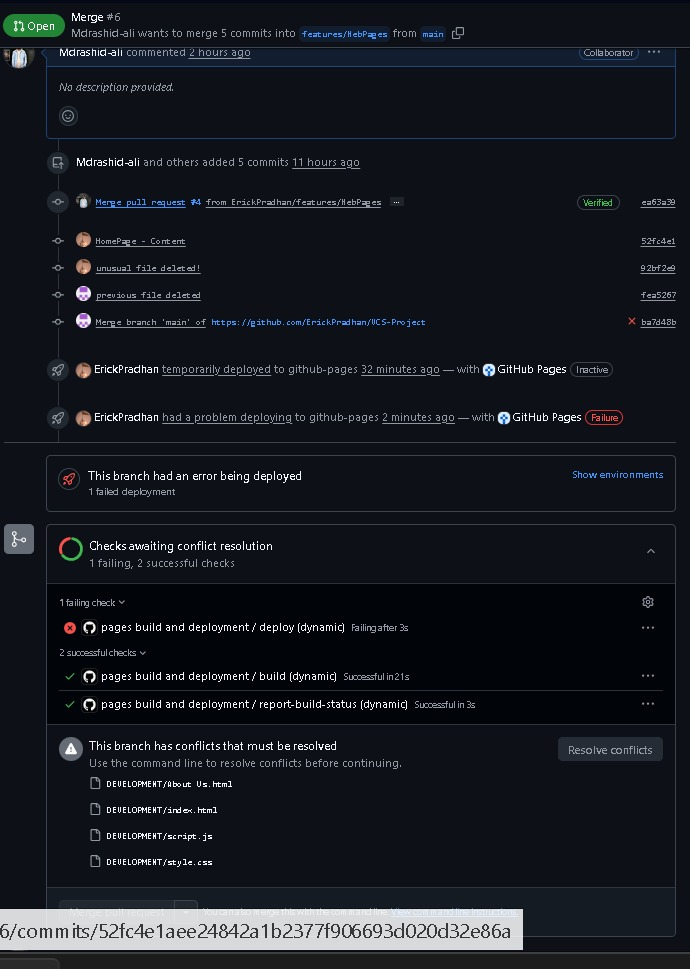 Open
Merge #6
Mdrashid-ali wants to merge 5 commits into features/WebPages from main
Mdrashid-ali commented 2 hours ago
Collaborator
No description provided.
Mdrashid-ali and others added 5 commits 11 hours ago
Merge pull request #4 from ErickPradhan/features/WebPages ...
Verified
ea63a39
HomePage - Content
52fc4e1
unusual file deleted!
92bf2e9
previous file deleted
fea5267
Merge branch 'main' of https://github.com/ErickPradhan/VCS-Project
ba7d48b
ErickPradhan temporarily deployed to github-pages 32 minutes ago — with GitHub Pages Inactive
ErickPradhan had a problem deploying to github-pages 2 minutes ago — with GitHub Pages Failure
This branch had an error being deployed
Show environments
1 failed deployment
Checks awaiting conflict resolution
1 failing, 2 successful checks
1 failing check
pages build and deployment / deploy (dynamic) Failing after 3s
2 successful checks
pages build and deployment / build (dynamic) Successful in 21s
pages build and deployment / report-build-status (dynamic) Successful in 3s
This branch has conflicts that must be resolved
Resolve conflicts
Use the command line to resolve conflicts before continuing.
DEVELOPMENT/About Us.html
DEVELOPMENT/index.html
DEVELOPMENT/script.js
DEVELOPMENT/style.css
Merge pull request
You can also merge this with the command line. View command line instructions.
6/commits/52fc4e1aee24842a1b2377f906693d020d32e86a